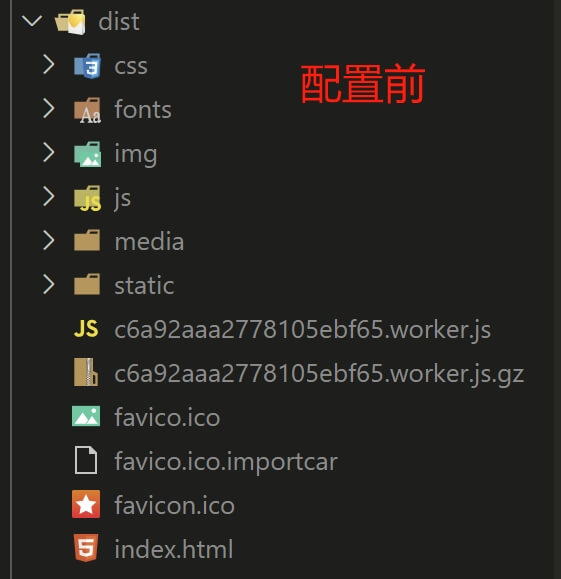 dist
css
配置前
fonts
img
js
media
static
c6a92aaa2778105ebf65.worker.js
c6a92aaa2778105ebf65.worker.js.gz
favico.ico
favico.ico.importcar
favicon.ico
index.html